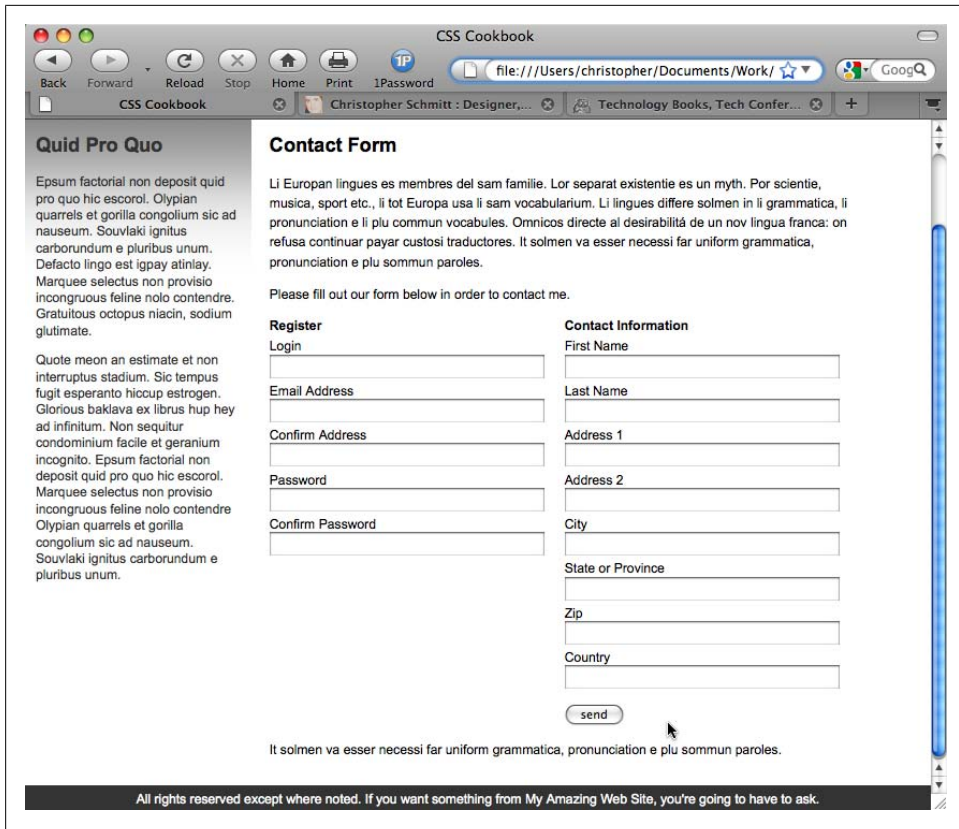 CSS Cookbook
Back Forward Reload Stop Home Print 1Password
1P
file:///Users/christopher/Documents/Work/
Goog
CSS Cookbook
Christopher Schmitt : Designer,...
Technology Books, Tech Confer...
Quid Pro Quo
Epsum factorial non deposit quid
pro quo hic escorol. Olypian
quarrels et gorilla congolium sic ad
nauseum. Souvlaki ignitus
carborundum e pluribus unum.
Defacto lingo est igpay atinlay.
Marquee selectus non provisio
incongruous feline nolo contendre.
Gratuitous octopus niacin, sodium
glutimate.
Quote meon an estimate et non
interruptus stadium. Sic tempus
fugit esperanto hiccup estrogen.
Glorious baklava ex librus hup hey
ad infinitum. Non sequitur
condominium facile et geranium
incognito. Epsum factorial non
deposit quid pro quo hic escorol.
Marquee selectus non provisio
incongruous feline nolo contendre
Olypian quarrels et gorilla
congolium sic ad nauseum.
Souvlaki ignitus carborundum e
pluribus unum.
Contact Form
Li Europan lingues es membres del sam familie. Lor separat existentie es un myth. Por scientie,
musica, sport etc., li tot Europa usa li sam vocabularium. Li lingues differe solmen in li grammatica, li
pronunciation e li plu commun vocabules. Omnicos directe al desirabilitá de un nov lingua franca: on
refusa continuar payar custosi traductores. It solmen va esser necessi far uniform grammatica,
pronunciation e plu sommun paroles.
Please fill out our form below in order to contact me.
Register
Login
Email Address
Confirm Address
Password
Confirm Password
Contact Information
First Name
Last Name
Address 1
Address 2
City
State or Province
Zip
Country
send
It solmen va esser necessi far uniform grammatica, pronunciation e plu sommun paroles.
All rights reserved except where noted. If you want something from My Amazing Web Site, you're going to have to ask.